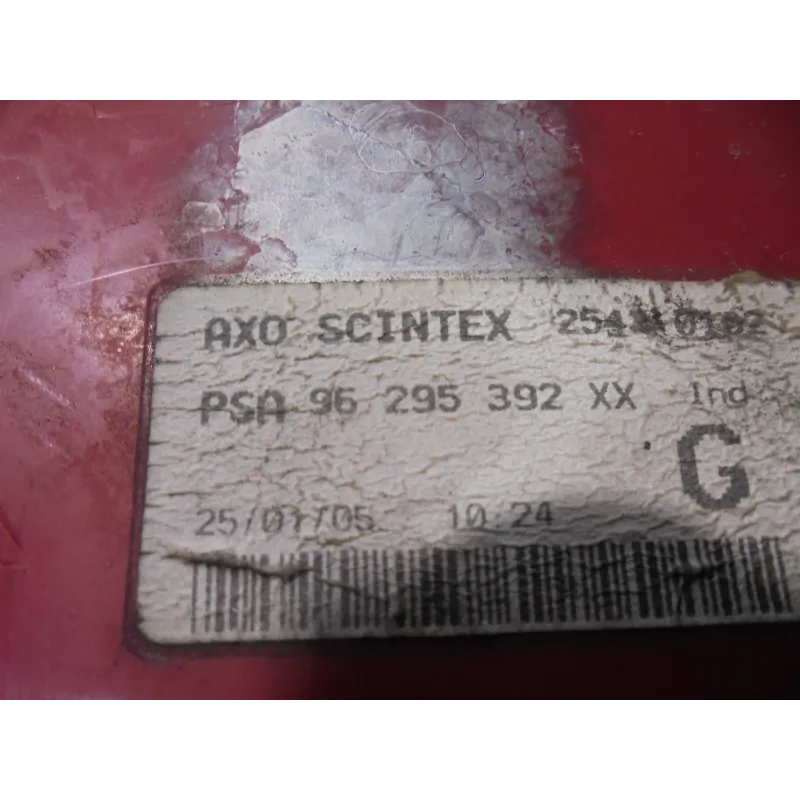 AXO SCINTEX
PSA 96 295 392 XX Ind
G
25/01/05 10:24